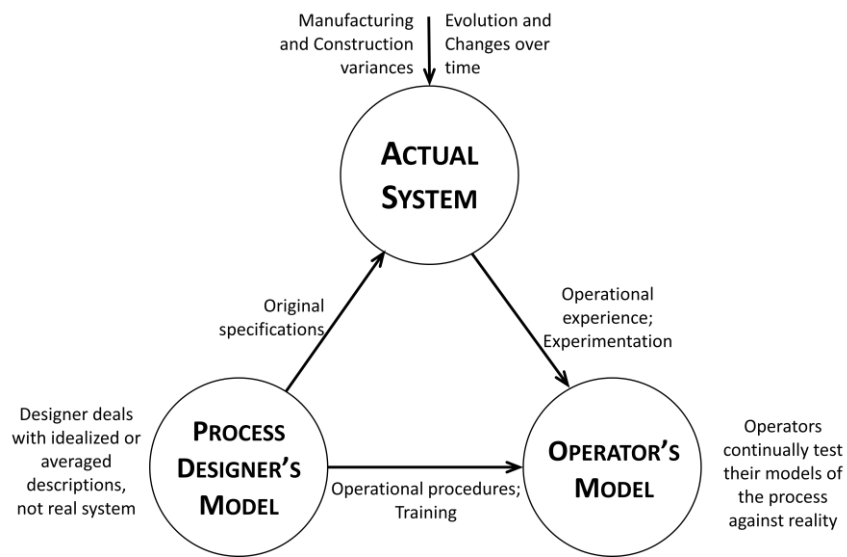 Manufacturing
and Construction
variances
Evolution and
Changes over
time
ACTUAL
SYSTEM
Original
specifications
Operational
experience;
Experimentation
Designer deals
with idealized or
averaged
descriptions,
not real system
PROCESS
DESIGNER'S
MODEL
Operational procedures;
Training
OPERATOR'S
MODEL
Operators
continually test
their models of
the process
against reality